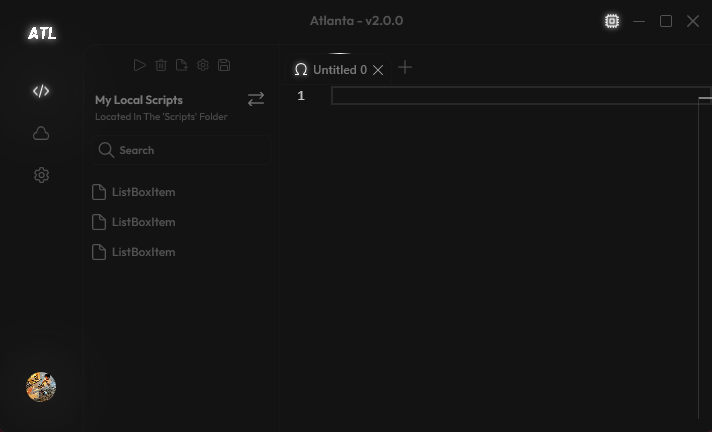 Atlanta - v2.0.0
ATL
Untitled 0
My Local Scripts
Located In The 'Scripts' Folder
Search
ListBoxItem
ListBoxItem
ListBoxItem
1